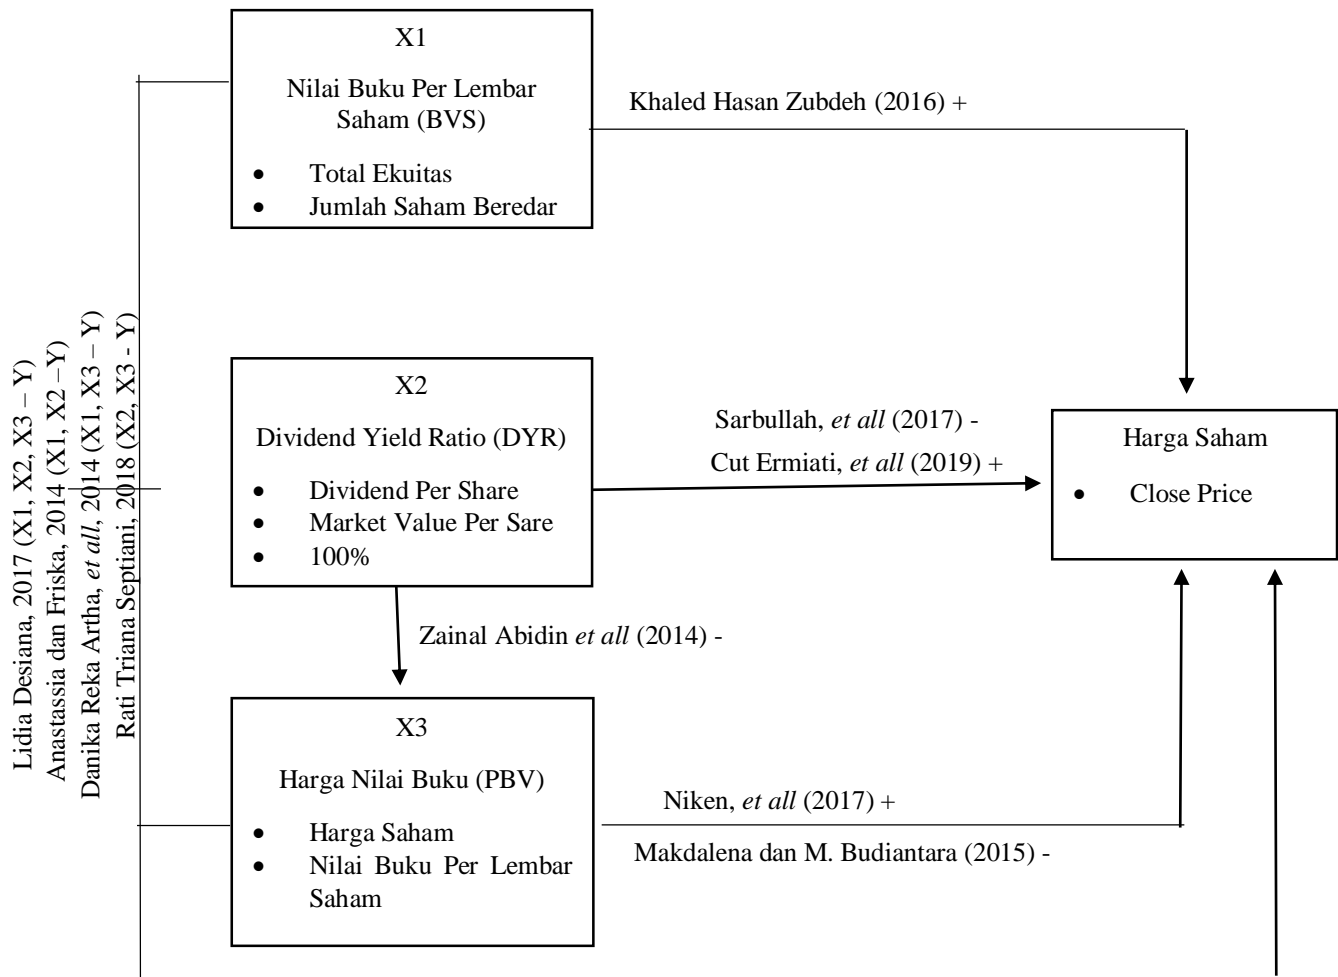 X1
Nilai Buku Per Lembar
Saham (BVS)
• Total Ekuitas
• Jumlah Saham Beredar
Khaled Hasan Zubdeh (2016) +
Lidia Desiana, 2017 (X1, X2, X3 – Y)
Anastassia dan Friska, 2014 (X1, X2 –Y)
Danika Reka Artha, et all, 2014 (X1, X3 – Y)
Rati Triana Septiani, 2018 (X2, X3 - Y)
X2
Dividend Yield Ratio (DYR)
• Dividend Per Share
• Market Value Per Sare
• 100%
Sarbullah, et all (2017) -
Cut Ermiati, et all (2019) +
Harga Saham
• Close Price
Zainal Abidin et all (2014) -
X3
Harga Nilai Buku (PBV)
• Harga Saham
• Nilai Buku Per Lembar
Saham
Niken, et all (2017) +
Makdalena dan M. Budiantara (2015) -